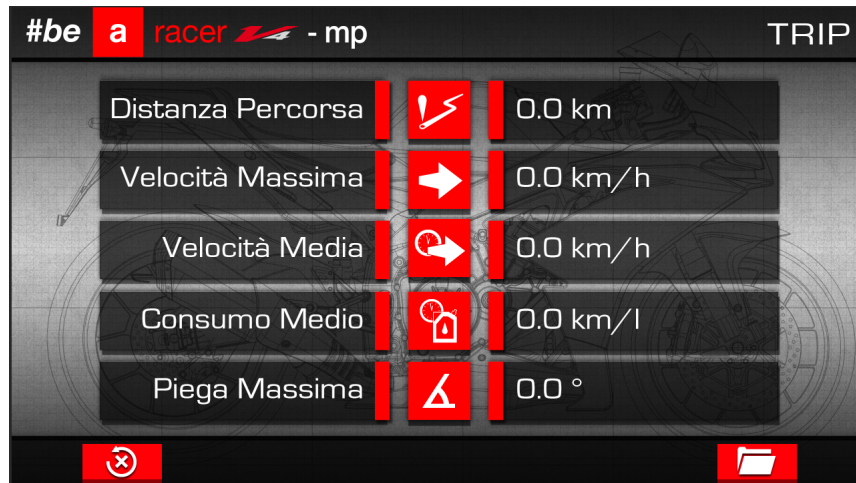 #be a racer V4 - mp
TRIP
Distanza Percorsa 0.0 km
Velocità Massima 0.0 km/h
Velocità Media 0.0 km/h
Consumo Medio 0.0 km/l
Piega Massima 0.0 °